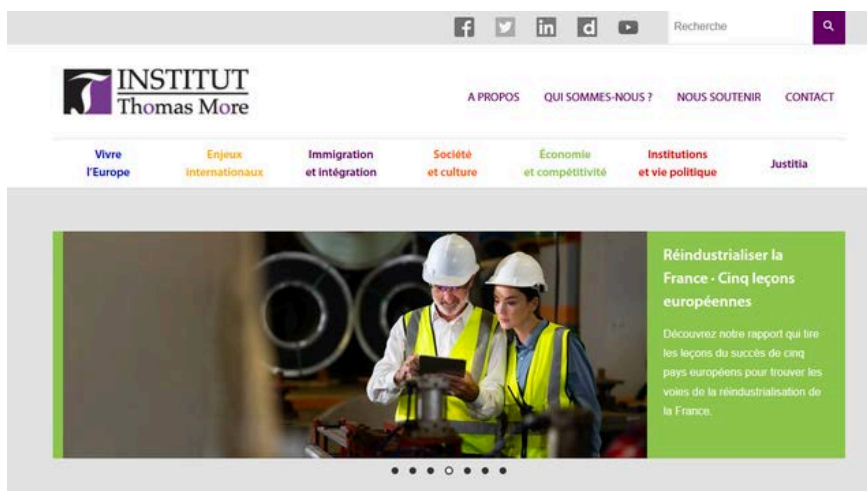 Recherche
INSTITUT
Thomas More
A PROPOS
QUI SOMMES-NOUS ?
NOUS SOUTENIR
CONTACT
Vivre
l'Europe
Enjeux
internationaux
Immigration
et intégration
Société
et culture
Économie
et compétitivité
Institutions
et vie politique
Justitia
Réindustrialiser la
France · Cinq leçons
européennes
Découvrez notre rapport qui tire
les leçons du succès de cinq
pays européens pour trouver les
voies de la réindustrialisation de
la France.